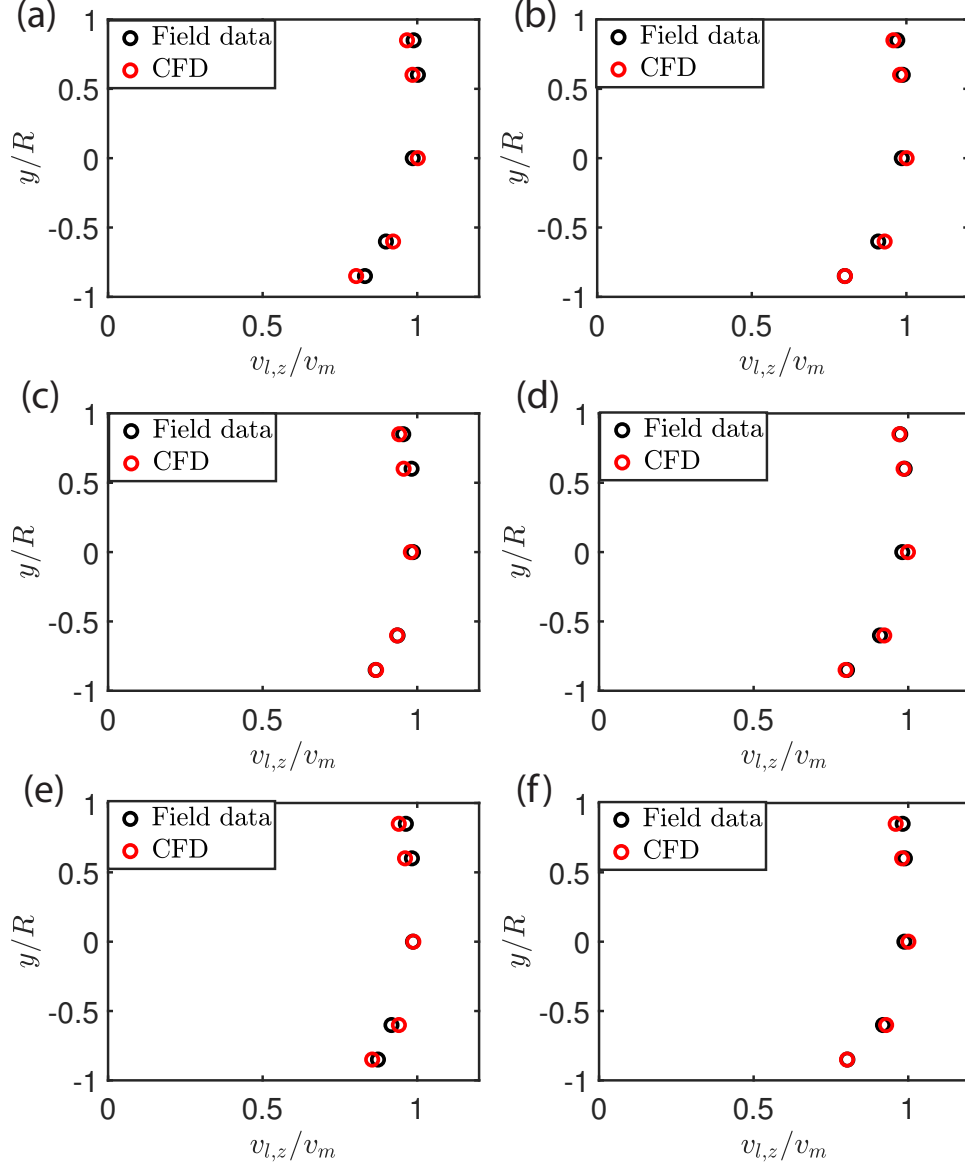 (a)
1
0.5
0
-0.5
-1
y/R
Field data
CFD
0 0.5 1
v_{l,z}/v_m
(b)
1
0.5
0
-0.5
-1
y/R
Field data
CFD
0 0.5 1
v_{l,z}/v_m
(c)
1
0.5
0
-0.5
-1
y/R
Field data
CFD
0 0.5 1
v_{l,z}/v_m
(d)
1
0.5
0
-0.5
-1
y/R
Field data
CFD
0 0.5 1
v_{l,z}/v_m
(e)
1
0.5
0
-0.5
-1
y/R
Field data
CFD
0 0.5 1
v_{l,z}/v_m
(f)
1
0.5
0
-0.5
-1
y/R
Field data
CFD
0 0.5 1
v_{l,z}/v_m